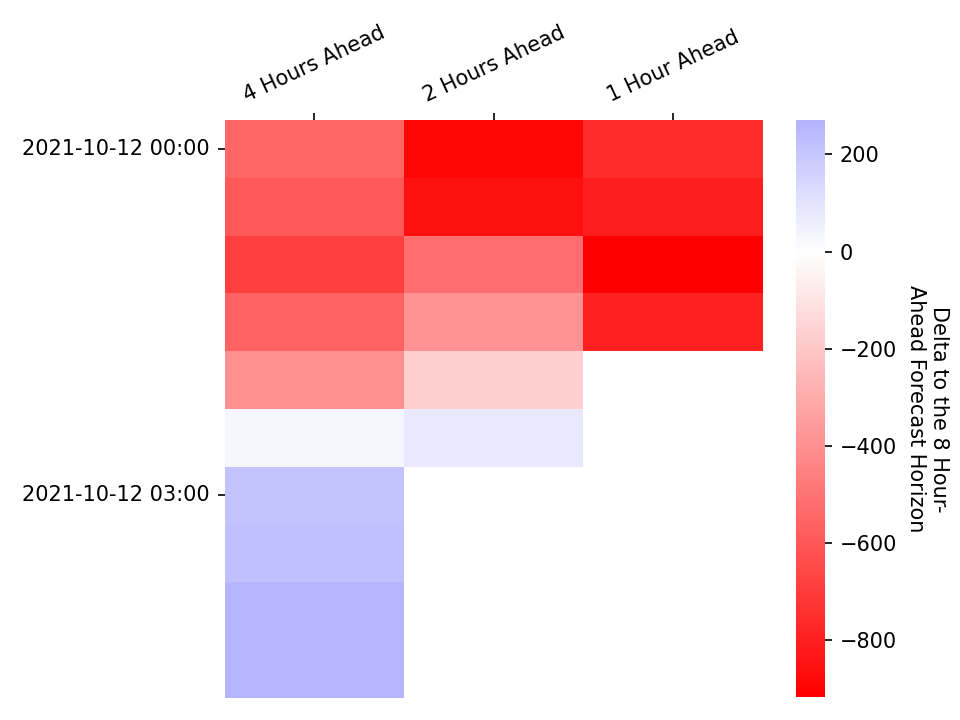 4 Hours Ahead
2 Hours Ahead
1 Hour Ahead
2021-10-12 00:00
2021-10-12 03:00
200
0
−200
−400
−600
−800
Delta to the 8 Hour-
Ahead Forecast Horizon